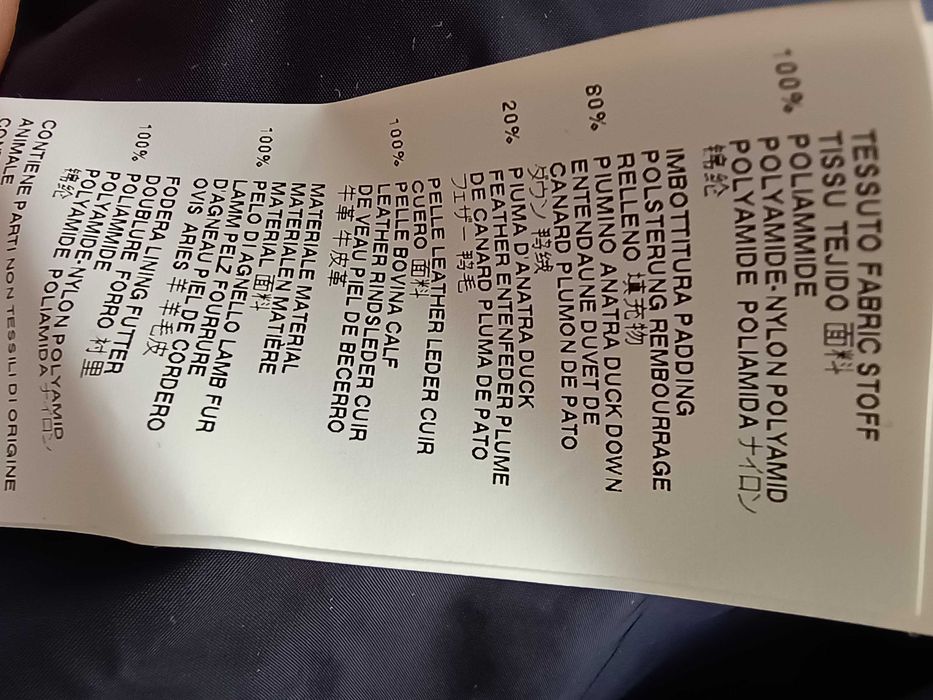 TESSUTO FABRIC STOFF
TISSU TEJIDO 面料
100% POLIAMMIDE
POLYAMIDE-NYLON POLYAMID
POLYAMIDE POLIAMIDA ナイロン
锦纶
IMBOTTITURA PADDING
POLSTERUNG REMBOURRAGE
RELLENO 填充物
80% PIUMINO ANATRA DUCK DOWN
ENTENDAUNE DUVET DE
CANARD PLUMON DE PATO
ダウン 鸭绒
20% PIUMA D'ANATRA DUCK
FEATHER ENTENFEDER PLUME
DE CANARD PLUMA DE PATO
フェザー 鸭毛
PELLE LEATHER LEDER CUIR
CUERO 面料
100% PELLE BOVINA CALF
LEATHER RINDSLEDER CUIR
DE VEAU PIEL DE BECERRO
牛革 牛皮革
MATERIALE MATERIAL
MATERIALEN MATIÈRE
MATERIAL 面料
100% PELO DI AGNELLO LAMB FUR
LAMM PELZ FOURRURE
D'AGNEAU PIEL DE CORDERO
OVIS ARIES 羊 羊毛皮
FODERA LINING FUTTER
DOUBLURE FORRO 衬里
100% POLIAMMIDE
POLYAMIDE-NYLON POLYAMID
POLYAMIDE POLIAMIDA ナイロン
锦纶
CONTIENE PARTI NON TESSILI DI ORIGINE
ANIMALE